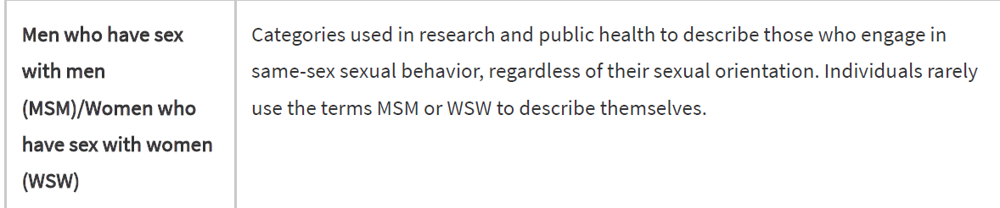 Men who have sex
with men
(MSM)/Women who
have sex with women
(WSW)
Categories used in research and public health to describe those who engage in
same-sex sexual behavior, regardless of their sexual orientation. Individuals rarely
use the terms MSM or WSW to describe themselves.